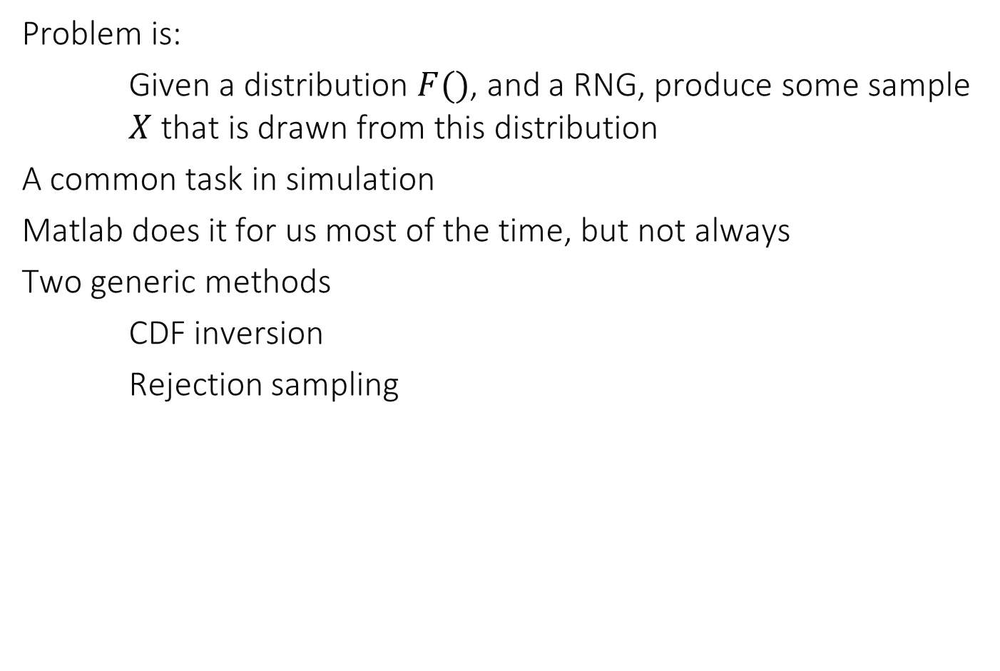 Problem is:
Given a distribution F(), and a RNG, produce some sample
X that is drawn from this distribution
A common task in simulation
Matlab does it for us most of the time, but not always
Two generic methods
CDF inversion
Rejection sampling